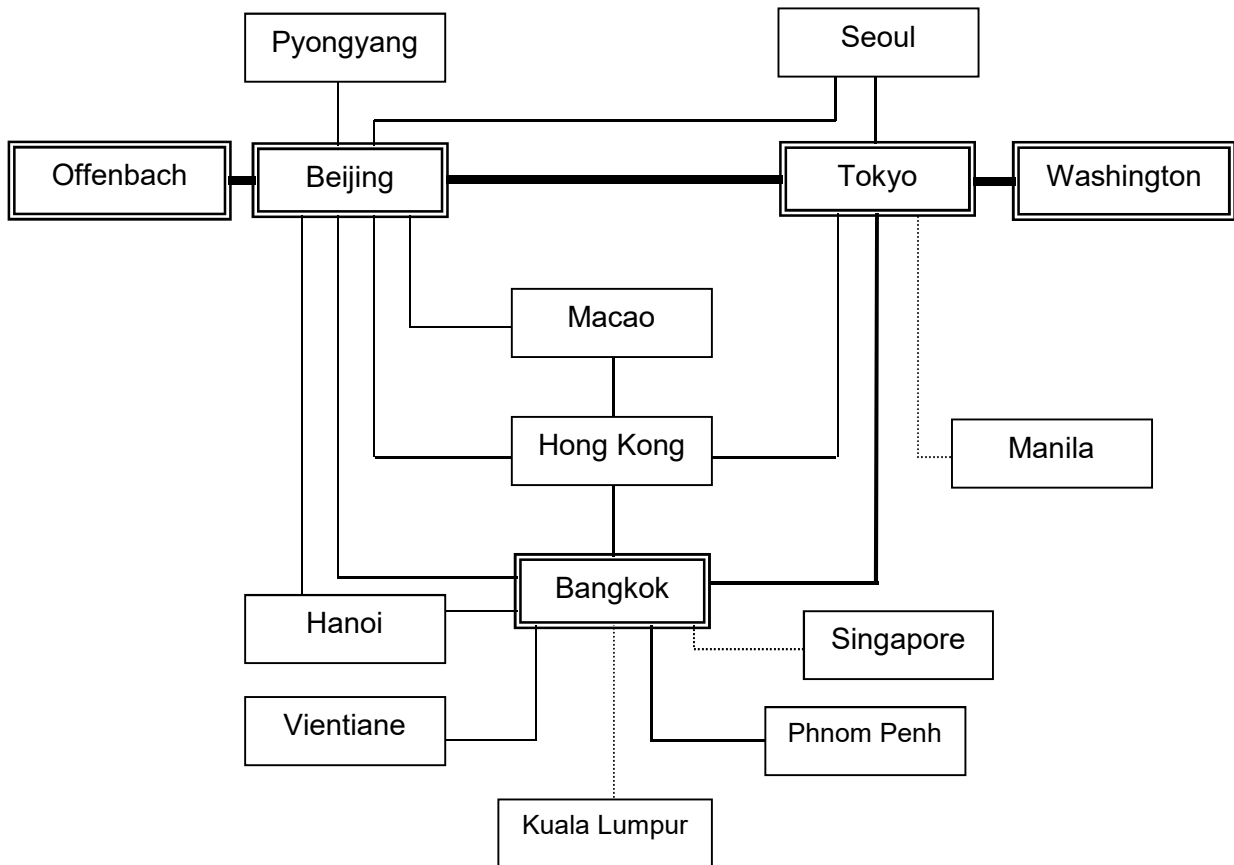 Pyongyang
Seoul
Offenbach
Beijing
Tokyo
Washington
Macao
Hong Kong
Manila
Bangkok
Hanoi
Singapore
Vientiane
Phnom Penh
Kuala Lumpur